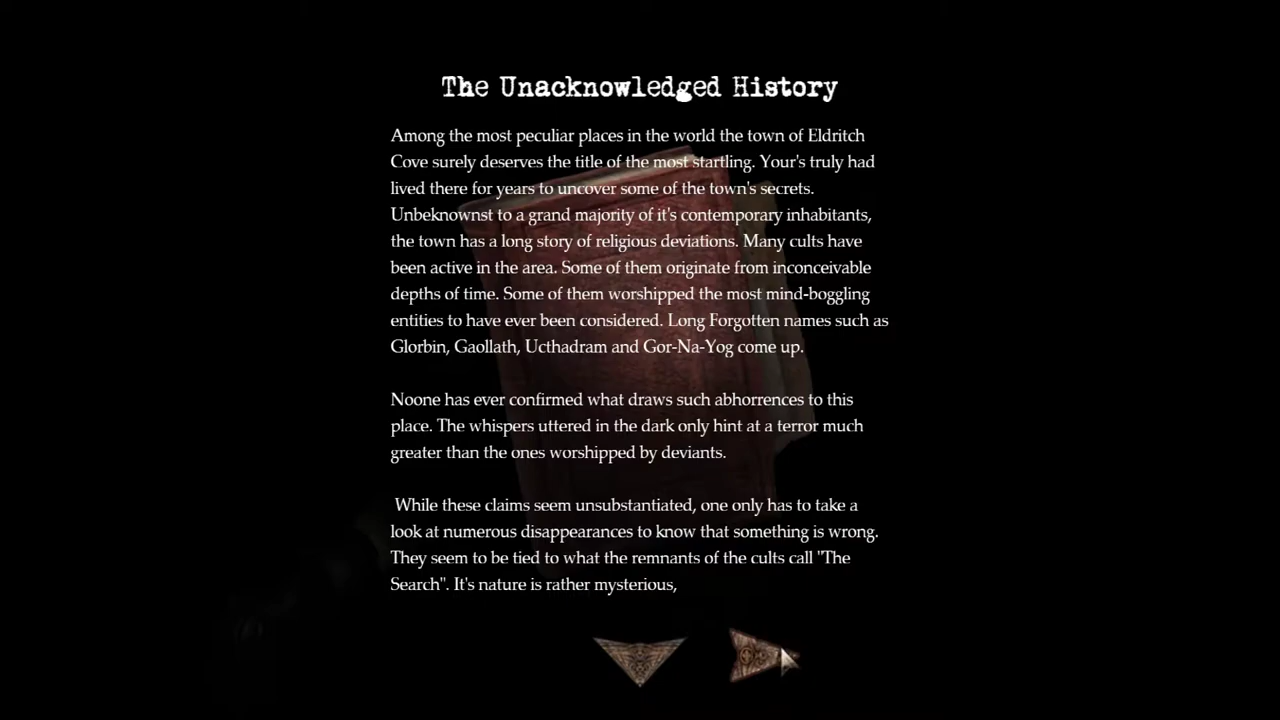 The Unacknowledged History
Among the most peculiar places in the world the town of Eldritch
Cove surely deserves the title of the most startling. Your's truly had
lived there for years to uncover some of the town's secrets.
Unbeknownst to a grand majority of it's contemporary inhabitants,
the town has a long story of religious deviations. Many cults have
been active in the area. Some of them originate from inconceivable
depths of time. Some of them worshipped the most mind-boggling
entities to have ever been considered. Long Forgotten names such as
Glorbin, Gaollath, Ucthadram and Gor-Na-Yog come up.
Noone has ever confirmed what draws such abhorrences to this
place. The whispers uttered in the dark only hint at a terror much
greater than the ones worshipped by deviants.
While these claims seem unsubstantiated, one only has to take a
look at numerous disappearances to know that something is wrong.
They seem to be tied to what the remnants of the cults call "The
Search". It's nature is rather mysterious,